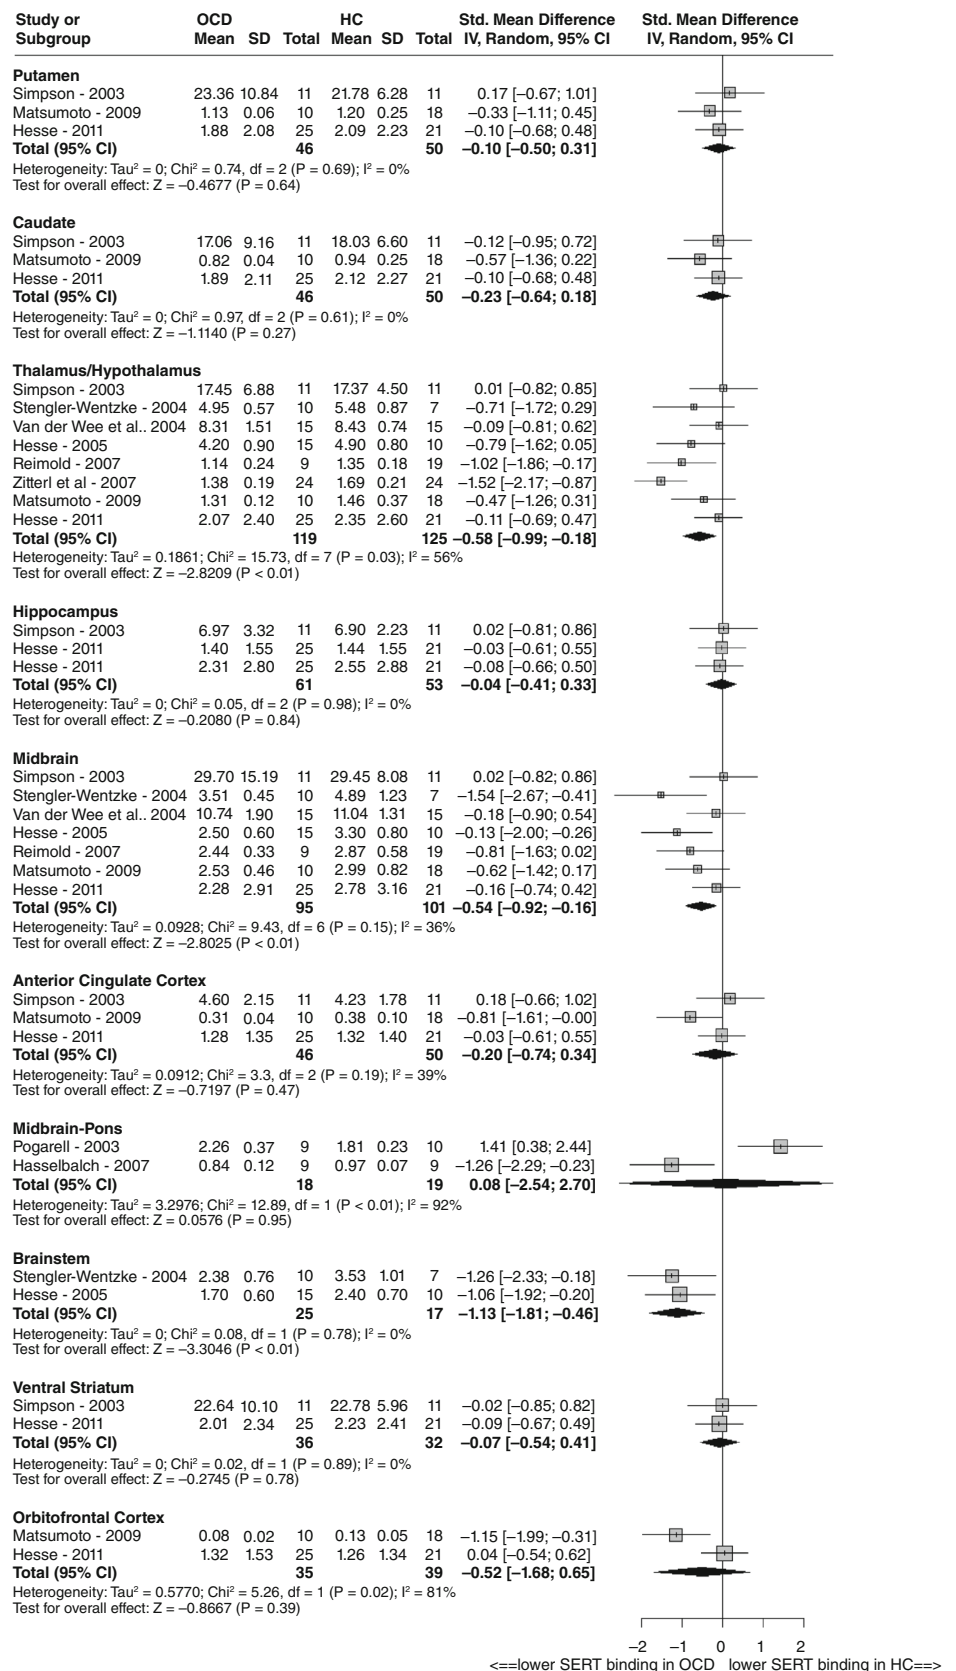 Study or OCD HC Std. Mean Difference Std. Mean Difference
Subgroup Mean SD Total Mean SD Total IV, Random, 95% CI IV, Random, 95% CI
Putamen
Simpson - 2003 23.36 10.84 11 21.78 6.28 11 0.17 [–0.67; 1.01]
Matsumoto - 2009 1.13 0.06 10 1.20 0.25 18 –0.33 [–1.11; 0.45]
Hesse - 2011 1.88 2.08 25 2.09 2.23 21 –0.10 [–0.68; 0.48]
Total (95% CI) 46 50 –0.10 [–0.50; 0.31]
Heterogeneity: Tau² = 0; Chi² = 0.74, df = 2 (P = 0.69); I² = 0%
Test for overall effect: Z = –0.4677 (P = 0.64)
Caudate
Simpson - 2003 17.06 9.16 11 18.03 6.60 11 –0.12 [–0.95; 0.72]
Matsumoto - 2009 0.82 0.04 10 0.94 0.25 18 –0.57 [–1.36; 0.22]
Hesse - 2011 1.89 2.11 25 2.12 2.27 21 –0.10 [–0.68; 0.48]
Total (95% CI) 46 50 –0.23 [–0.64; 0.18]
Heterogeneity: Tau² = 0; Chi² = 0.97, df = 2 (P = 0.61); I² = 0%
Test for overall effect: Z = –1.1140 (P = 0.27)
Thalamus/Hypothalamus
Simpson - 2003 17.45 6.88 11 17.37 4.50 11 0.01 [–0.82; 0.85]
Stengler-Wentzke - 2004 4.95 0.57 10 5.48 0.87 7 –0.71 [–1.72; 0.29]
Van der Wee et al.. 2004 8.31 1.51 15 8.43 0.74 15 –0.09 [–0.81; 0.62]
Hesse - 2005 4.20 0.90 15 4.90 0.80 10 –0.79 [–1.62; 0.05]
Reimold - 2007 1.14 0.24 9 1.35 0.18 19 –1.02 [–1.86; –0.17]
Zitterl et al - 2007 1.38 0.19 24 1.69 0.21 24 –1.52 [–2.17; –0.87]
Matsumoto - 2009 1.31 0.12 10 1.46 0.37 18 –0.47 [–1.26; 0.31]
Hesse - 2011 2.07 2.40 25 2.35 2.60 21 –0.11 [–0.69; 0.47]
Total (95% CI) 119 125 –0.58 [–0.99; –0.18]
Heterogeneity: Tau² = 0.1861; Chi² = 15.73, df = 7 (P = 0.03); I² = 56%
Test for overall effect: Z = –2.8209 (P < 0.01)
Hippocampus
Simpson - 2003 6.97 3.32 11 6.90 2.23 11 0.02 [–0.81; 0.86]
Hesse - 2011 1.40 1.55 25 1.44 1.55 21 –0.03 [–0.61; 0.55]
Hesse - 2011 2.31 2.80 25 2.55 2.88 21 –0.08 [–0.66; 0.50]
Total (95% CI) 61 53 –0.04 [–0.41; 0.33]
Heterogeneity: Tau² = 0; Chi² = 0.05, df = 2 (P = 0.98); I² = 0%
Test for overall effect: Z = –0.2080 (P = 0.84)
Midbrain
Simpson - 2003 29.70 15.19 11 29.45 8.08 11 0.02 [–0.82; 0.86]
Stengler-Wentzke - 2004 3.51 0.45 10 4.89 1.23 7 –1.54 [–2.67; –0.41]
Van der Wee et al.. 2004 10.74 1.90 15 11.04 1.31 15 –0.18 [–0.90; 0.54]
Hesse - 2005 2.50 0.60 15 3.30 0.80 10 –0.13 [–2.00; –0.26]
Reimold - 2007 2.44 0.33 9 2.87 0.58 19 –0.81 [–1.63; 0.02]
Matsumoto - 2009 2.53 0.46 10 2.99 0.82 18 –0.62 [–1.42; 0.17]
Hesse - 2011 2.28 2.91 25 2.78 3.16 21 –0.16 [–0.74; 0.42]
Total (95% CI) 95 101 –0.54 [–0.92; –0.16]
Heterogeneity: Tau² = 0.0928; Chi² = 9.43, df = 6 (P = 0.15); I² = 36%
Test for overall effect: Z = –2.8025 (P < 0.01)
Anterior Cingulate Cortex
Simpson - 2003 4.60 2.15 11 4.23 1.78 11 0.18 [–0.66; 1.02]
Matsumoto - 2009 0.31 0.04 10 0.38 0.10 18 –0.81 [–1.61; –0.00]
Hesse - 2011 1.28 1.35 25 1.32 1.40 21 –0.03 [–0.61; 0.55]
Total (95% CI) 46 50 –0.20 [–0.74; 0.34]
Heterogeneity: Tau² = 0.0912; Chi² = 3.3, df = 2 (P = 0.19); I² = 39%
Test for overall effect: Z = –0.7197 (P = 0.47)
Midbrain-Pons
Pogarell - 2003 2.26 0.37 9 1.81 0.23 10 1.41 [0.38; 2.44]
Hasselbalch - 2007 0.84 0.12 9 0.97 0.07 9 –1.26 [–2.29; –0.23]
Total (95% CI) 18 19 0.08 [–2.54; 2.70]
Heterogeneity: Tau² = 3.2976; Chi² = 12.89, df = 1 (P < 0.01); I² = 92%
Test for overall effect: Z = 0.0576 (P = 0.95)
Brainstem
Stengler-Wentzke - 2004 2.38 0.76 10 3.53 1.01 7 –1.26 [–2.33; –0.18]
Hesse - 2005 1.70 0.60 15 2.40 0.70 10 –1.06 [–1.92; –0.20]
Total (95% CI) 25 17 –1.13 [–1.81; –0.46]
Heterogeneity: Tau² = 0; Chi² = 0.08, df = 1 (P = 0.78); I² = 0%
Test for overall effect: Z = –3.3046 (P < 0.01)
Ventral Striatum
Simpson - 2003 22.64 10.10 11 22.78 5.96 11 –0.02 [–0.85; 0.82]
Hesse - 2011 2.01 2.34 25 2.23 2.41 21 –0.09 [–0.67; 0.49]
Total (95% CI) 36 32 –0.07 [–0.54; 0.41]
Heterogeneity: Tau² = 0; Chi² = 0.02, df = 1 (P = 0.89); I² = 0%
Test for overall effect: Z = –0.2745 (P = 0.78)
Orbitofrontal Cortex
Matsumoto - 2009 0.08 0.02 10 0.13 0.05 18 –1.15 [–1.99; –0.31]
Hesse - 2011 1.32 1.53 25 1.26 1.34 21 0.04 [–0.54; 0.62]
Total (95% CI) 35 39 –0.52 [–1.68; 0.65]
Heterogeneity: Tau² = 0.5770; Chi² = 5.26, df = 1 (P = 0.02); I² = 81%
Test for overall effect: Z = –0.8667 (P = 0.39)
–2 –1 0 1 2
<==lower SERT binding in OCD lower SERT binding in HC==>